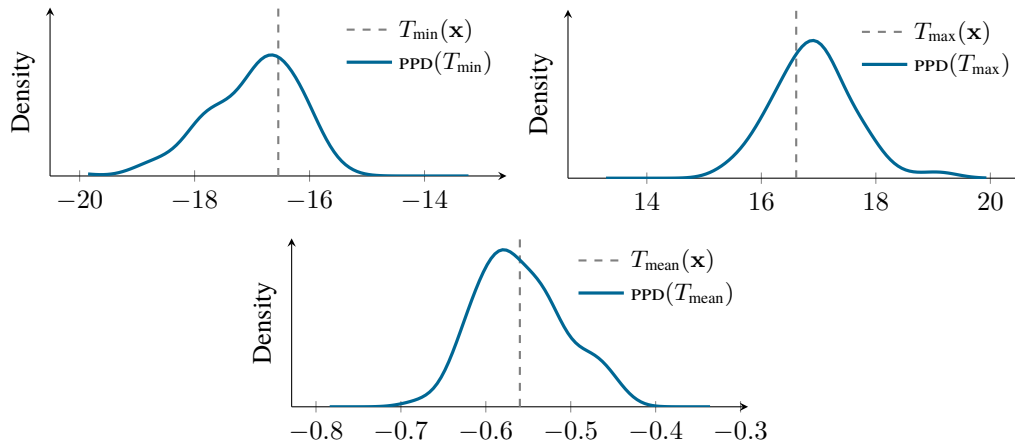 Density
T_min(x)
PPD(T_min)
−20 −18 −16 −14
Density
T_max(x)
PPD(T_max)
14 16 18 20
Density
T_mean(x)
PPD(T_mean)
−0.8 −0.7 −0.6 −0.5 −0.4 −0.3